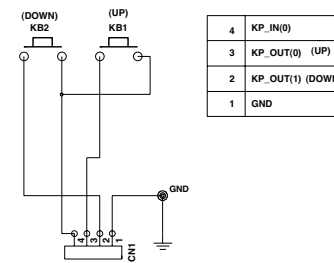 (DOWN)
KB2
(UP)
KB1
4 KP_IN(0)
3 KP_OUT(0) (UP)
2 KP_OUT(1) (DOWN
1 GND
GND
4 3 2 1
CN1